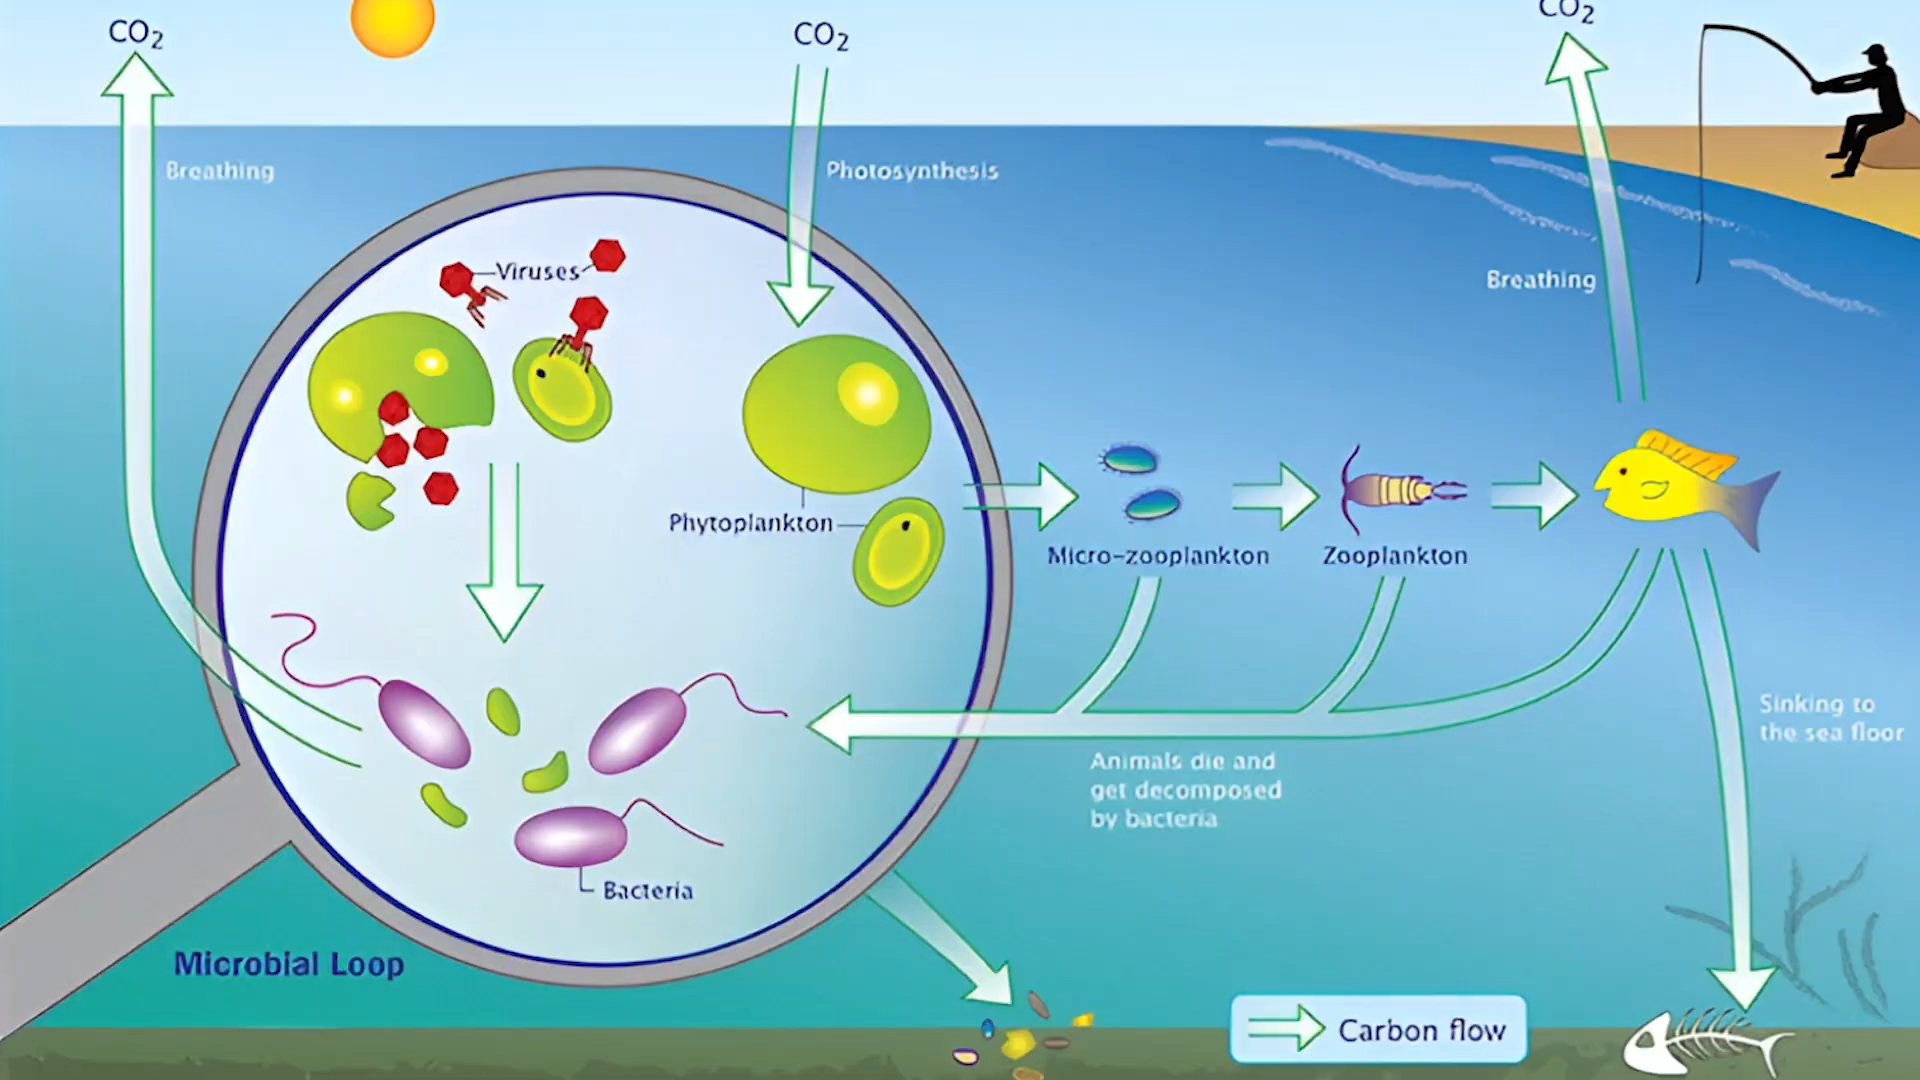 CO2
CO2
CO2
Breathing
Photosynthesis
Viruses
Breathing
Phytoplankton
Micro-zooplankton
Zooplankton
Sinking to
the sea floor
Animals die and
get decomposed
by bacteria
Bacteria
Microbial Loop
Carbon flow